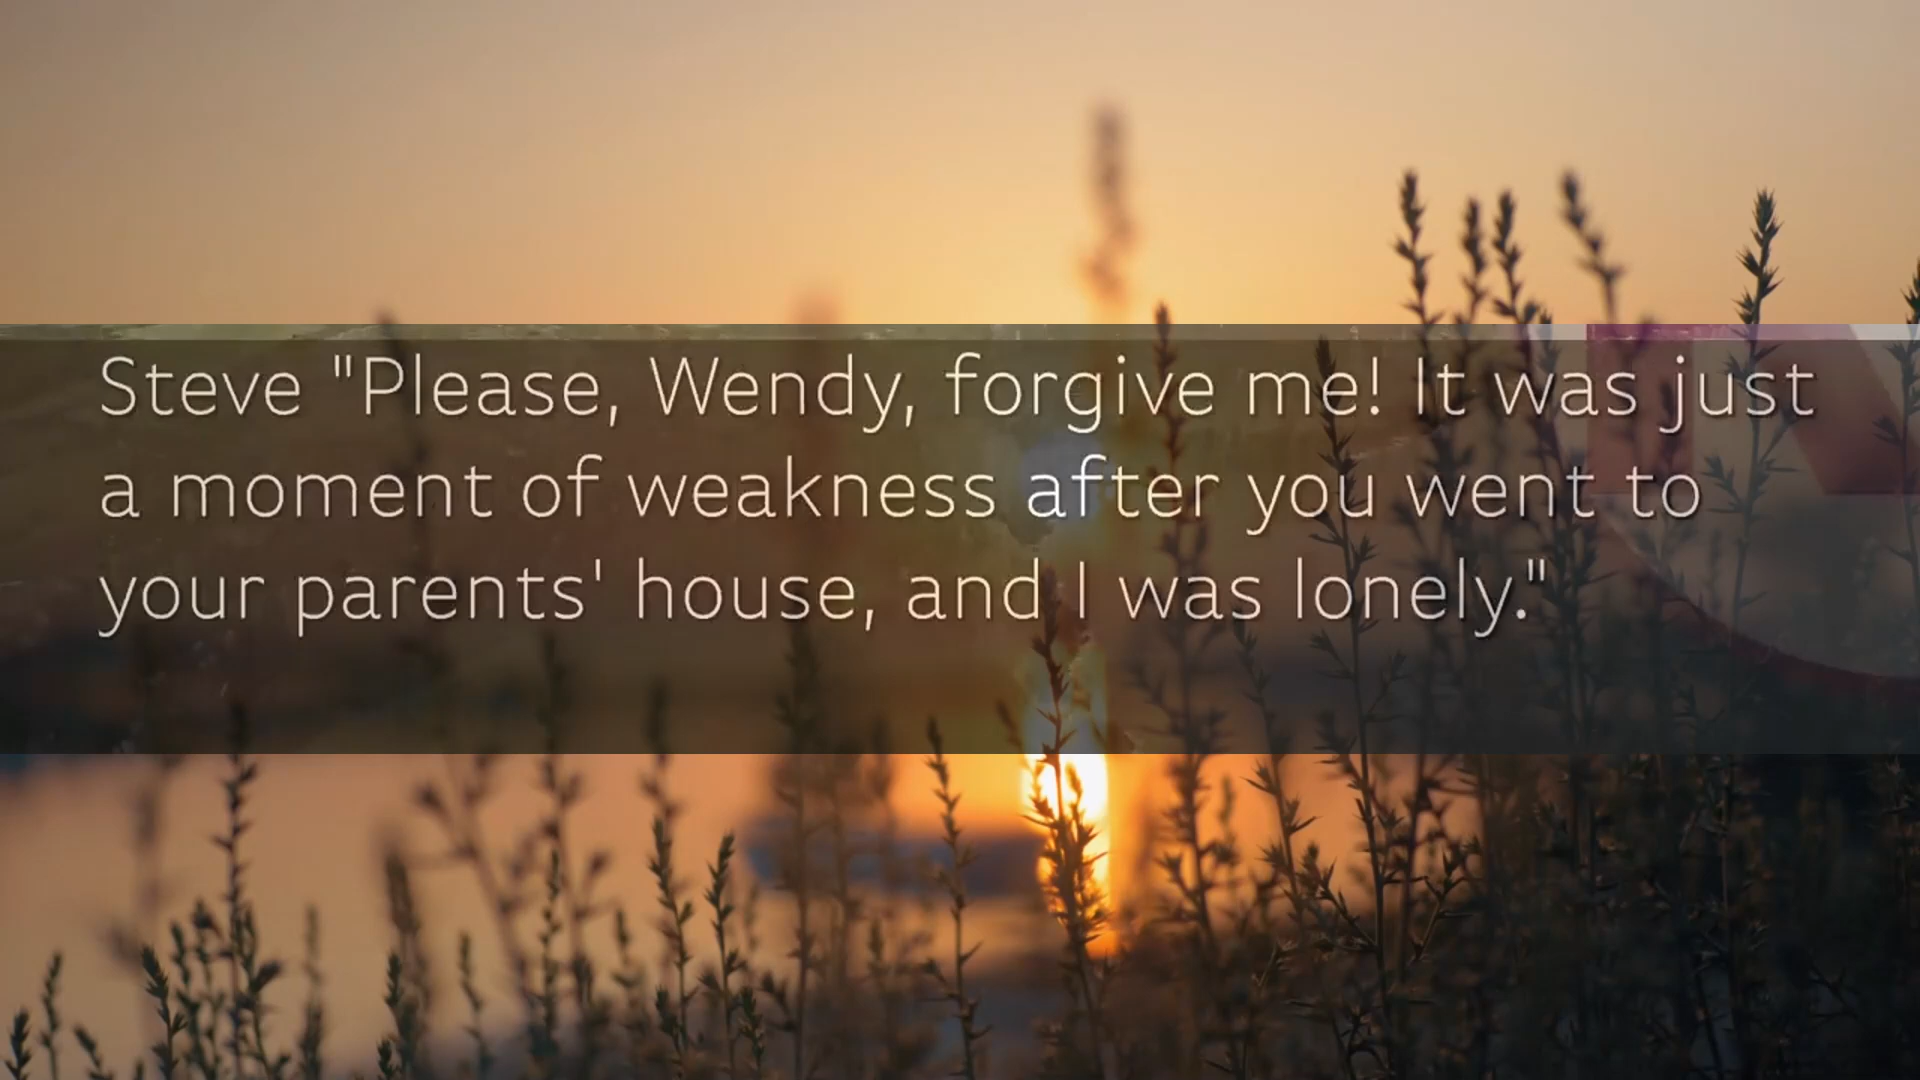 Steve "Please, Wendy, forgive me! It was just
a moment of weakness after you went to
your parents' house, and I was lonely."